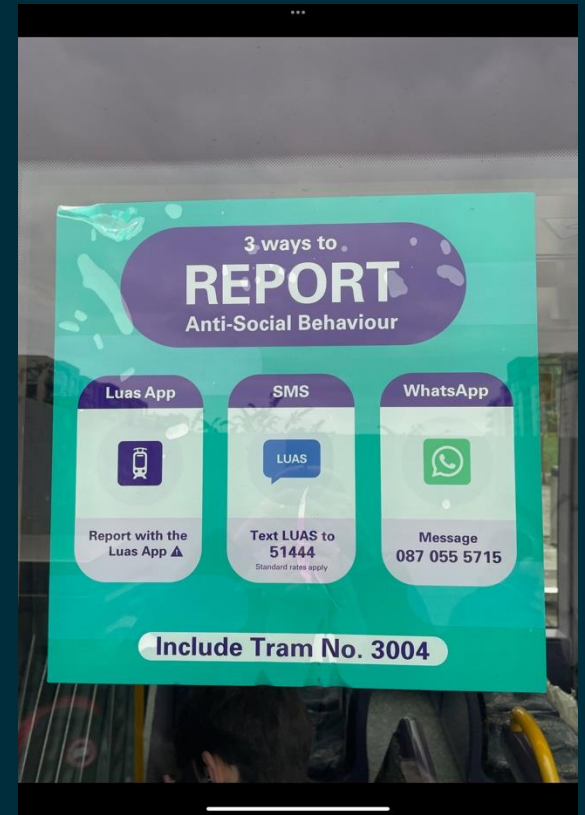 3 ways to
REPORT
Anti-Social Behaviour
Luas App
SMS
WhatsApp
LUAS
Report with the
Luas App
Text LUAS to
51444
Standard rates apply
Message
087 055 5715
Include Tram No. 3004